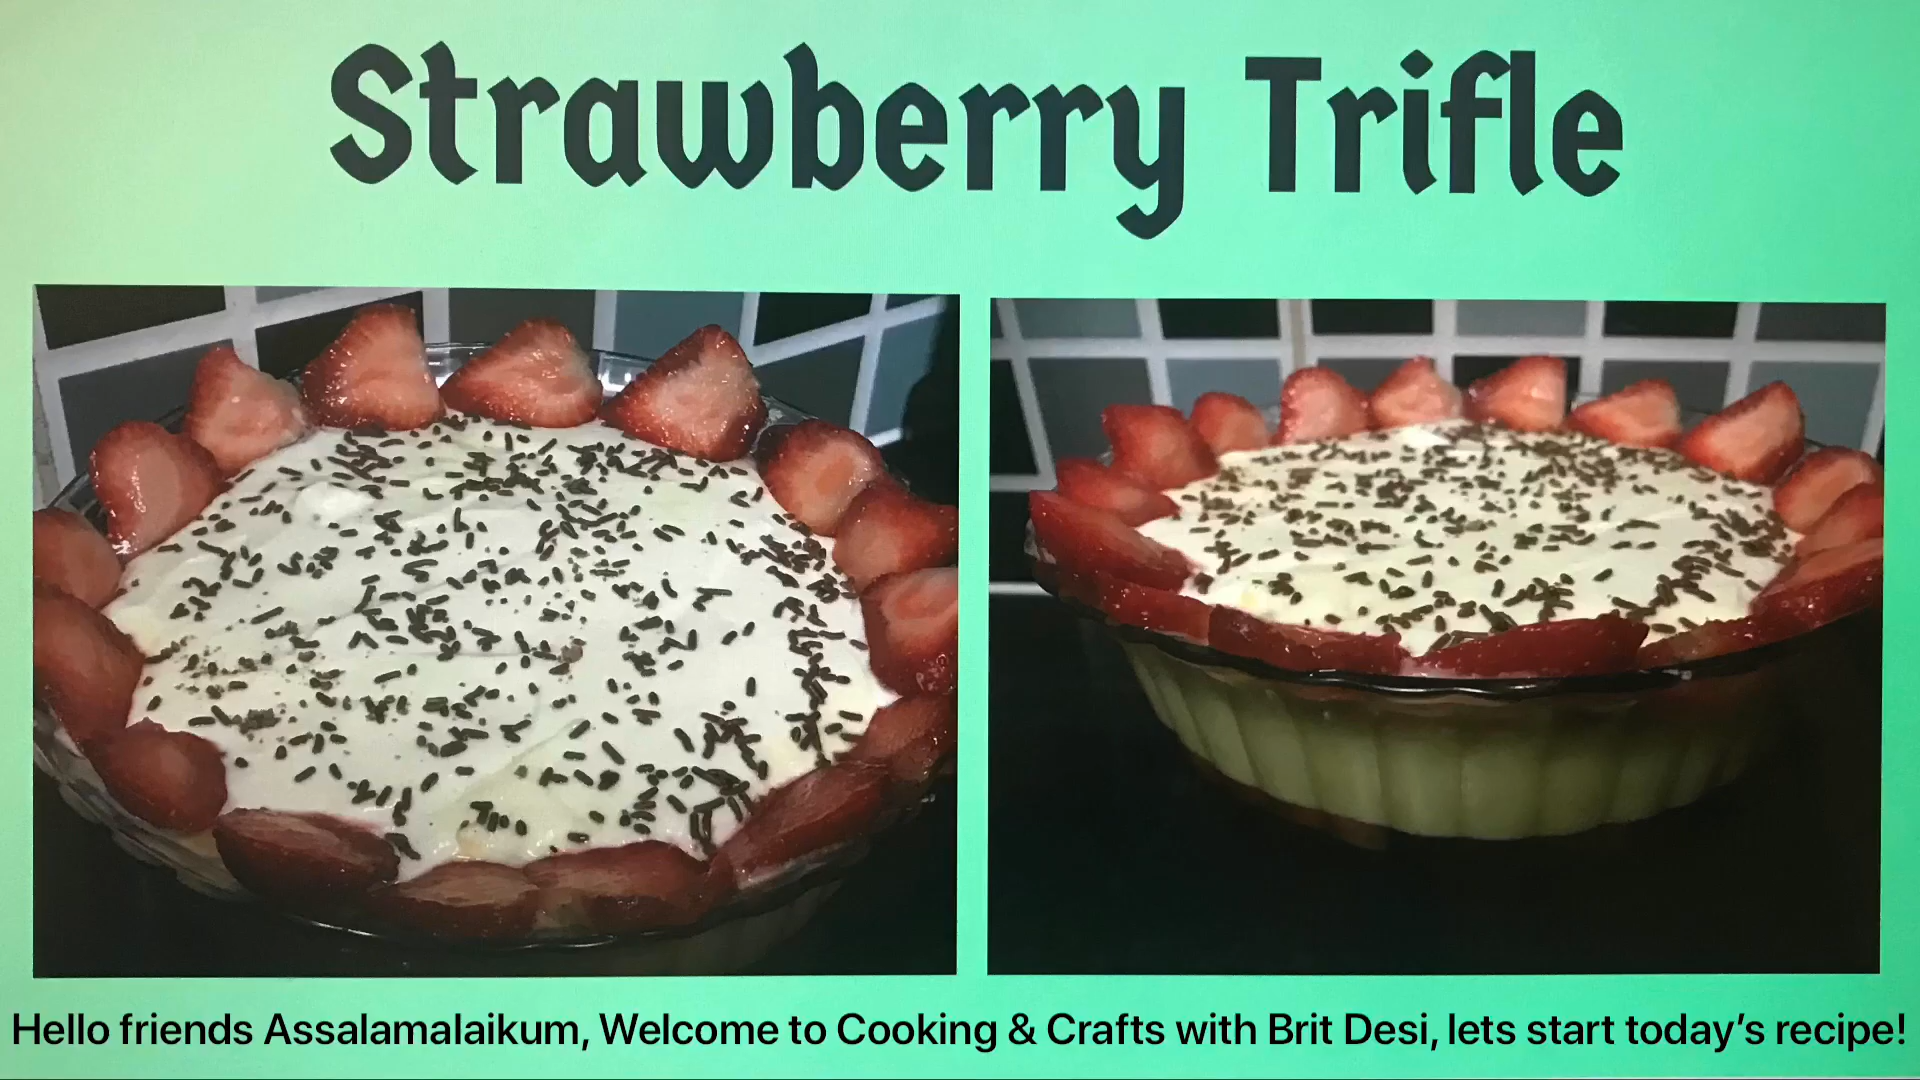 Strawberry Trifle
Hello friends Assalamalaikum, Welcome to Cooking & Crafts with Brit Desi, lets start today’s recipe!